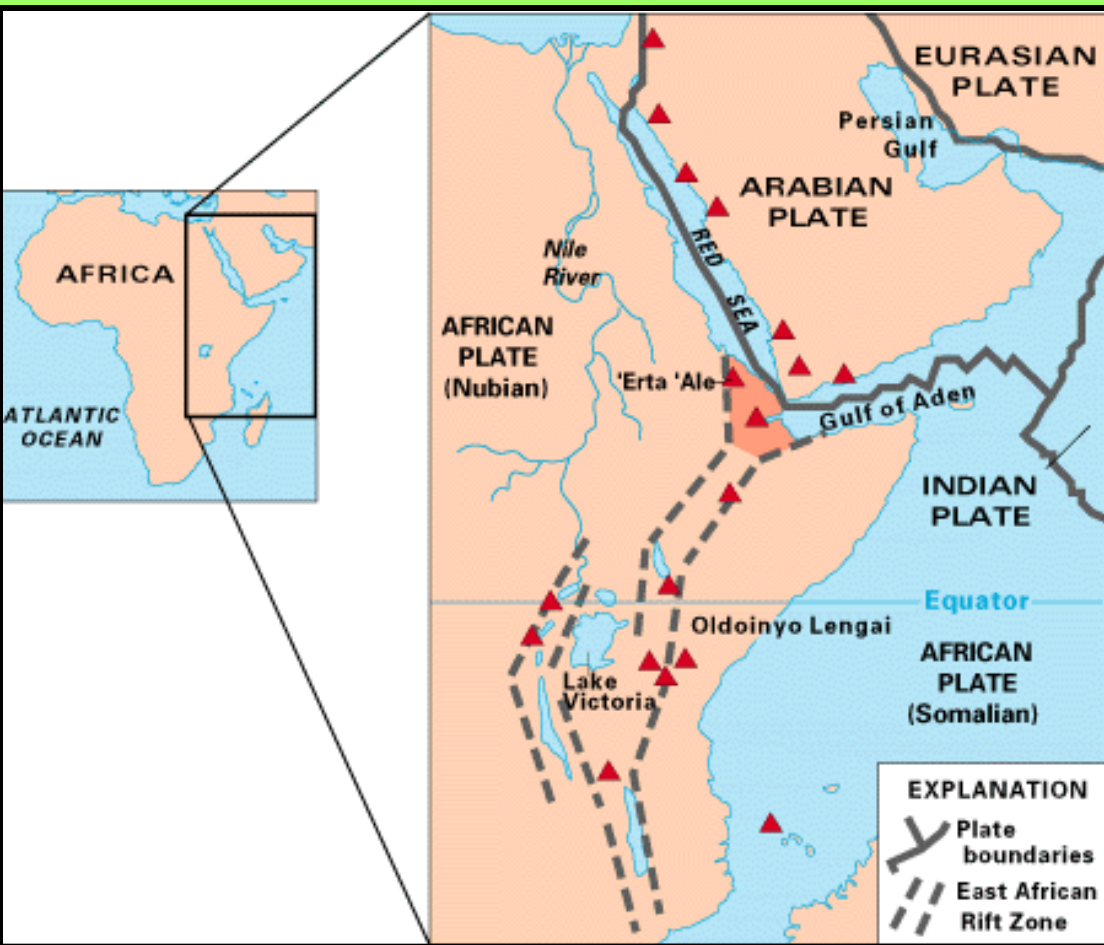 AFRICA
ATLANTIC
OCEAN
EURASIAN
PLATE
Persian
Gulf
ARABIAN
PLATE
RED
SEA
Nile
River
AFRICAN
PLATE
(Nubian)
'Erta 'Ale
Gulf of Aden
INDIAN
PLATE
Equator
Oldoinyo Lengai
AFRICAN
PLATE
(Somalian)
Lake
Victoria
EXPLANATION
Plate
boundaries
East African
Rift Zone